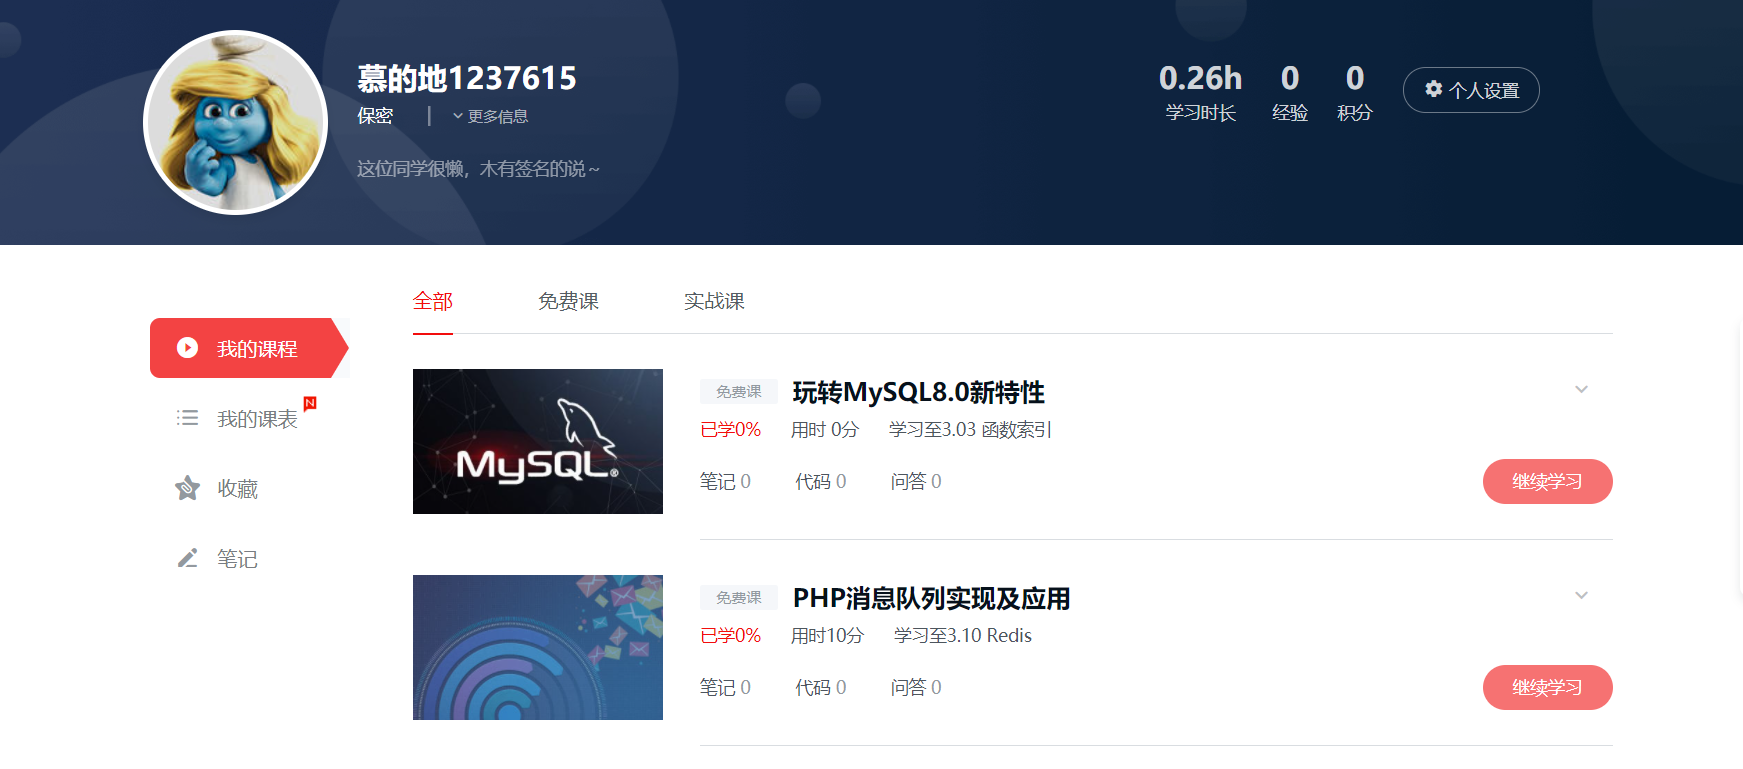 慕的地1237615
保密 | 更多信息
这位同学很懒，木有签名的说～
0.26h 0 0
学习时长 经验 积分
个人设置
全部 免费课 实战课
我的课程
我的课表
N
收藏
笔记
MySQL®
免费课 玩转MySQL8.0新特性
已学0% 用时 0分 学习至3.03 函数索引
笔记 0 代码 0 问答 0
继续学习
免费课 PHP消息队列实现及应用
已学0% 用时10分 学习至3.10 Redis
笔记 0 代码 0 问答 0
继续学习